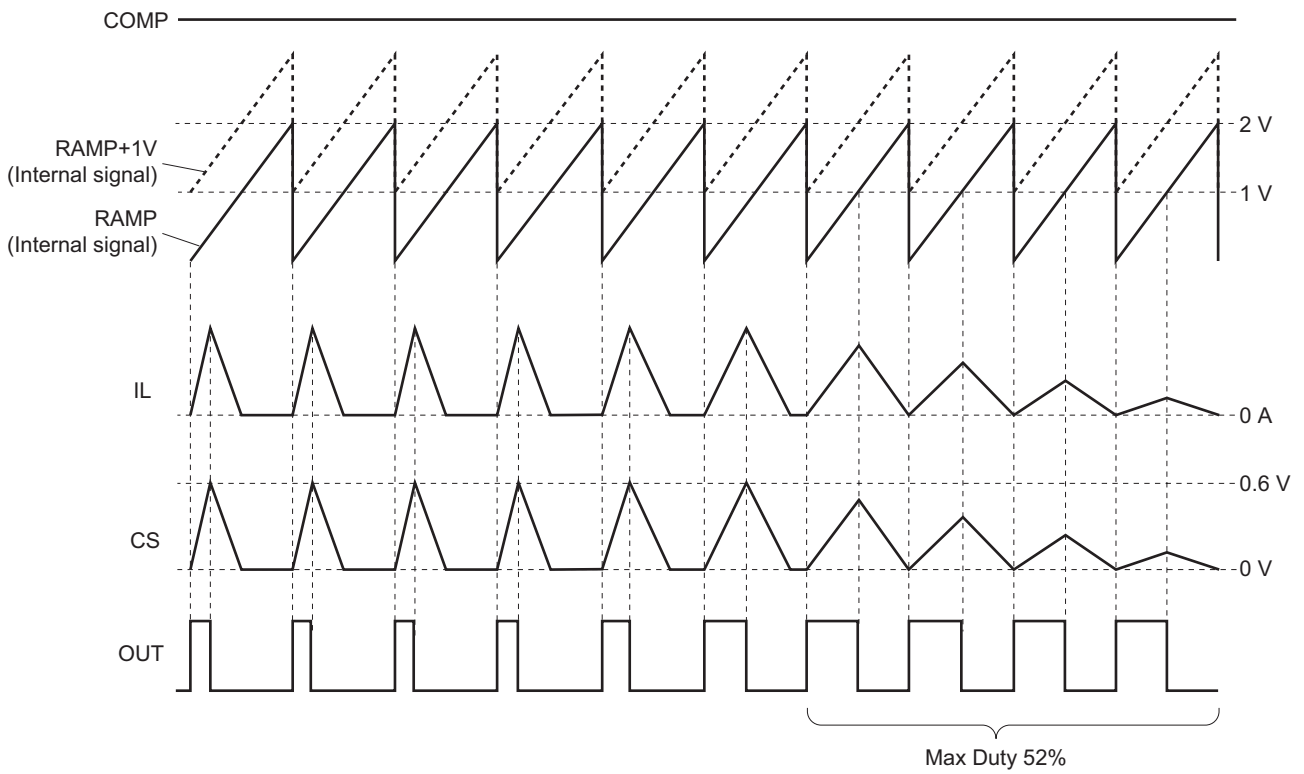 COMP
RAMP+1V
(Internal signal)
2 V
1 V
RAMP
(Internal signal)
IL
0 A
0.6 V
CS
0 V
OUT
Max Duty 52%